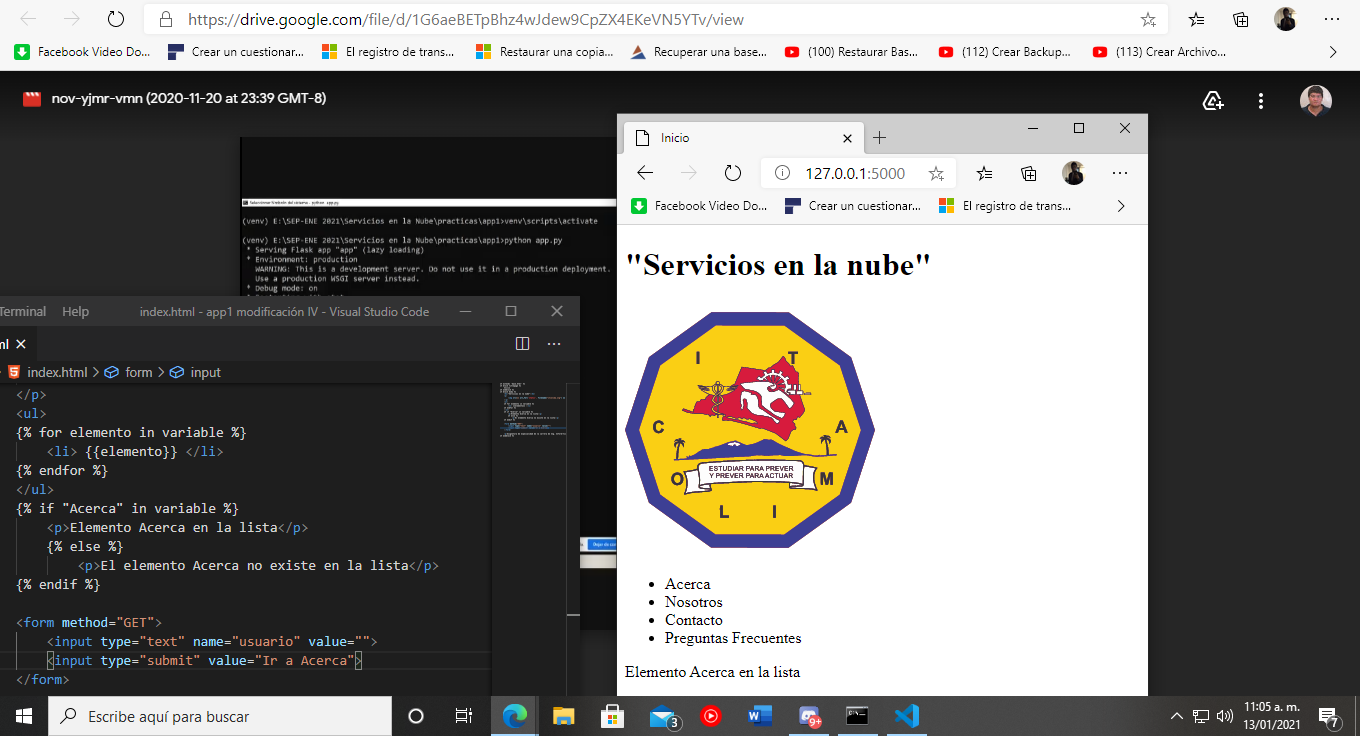 https://drive.google.com/file/d/1G6aeBETpBhz4wJdew9CpZX4EKeVN5YTv/view
Facebook Video Do...
Crear un cuestionar...
El registro de trans...
Restaurar una copia...
Recuperar una base...
(100) Restaurar Bas...
(112) Crear Backup...
(113) Crear Archivo...
nov-yjmr-vmn (2020-11-20 at 23:39 GMT-8)
(venv) E:\SEP-ENE 2021\Servicios en la Nube\practicas\app1>venv\scripts\activate
(venv) E:\SEP-ENE 2021\Servicios en la Nube\practicas\app1>python app.py
* Serving Flask app "app" (lazy loading)
* Environment: production
WARNING: This is a development server. Do not use it in a production deployment.
Use a production WSGI server instead.
* Debug mode: on
Terminal Help index.html - app1 modificación IV - Visual Studio Code
ml
index.html > form > input
</p>
<ul>
{% for elemento in variable %}
<li> {{elemento}} </li>
{% endfor %}
</ul>
{% if "Acerca" in variable %}
<p>Elemento Acerca en la lista</p>
{% else %}
<p>El elemento Acerca no existe en la lista</p>
{% endif %}
<form method="GET">
<input type="text" name="usuario" value="">
<input type="submit" value="Ir a Acerca">
</form>
Inicio
127.0.0.1:5000
Facebook Video Do...
Crear un cuestionar...
El registro de trans...
"Servicios en la nube"
I T
C A
O M
L I
ESTUDIAR PARA PREVER
Y PREVER PARA ACTUAR
Acerca
Nosotros
Contacto
Preguntas Frecuentes
Elemento Acerca en la lista
Escribe aquí para buscar
3
9+
11:05 a. m.
13/01/2021
7